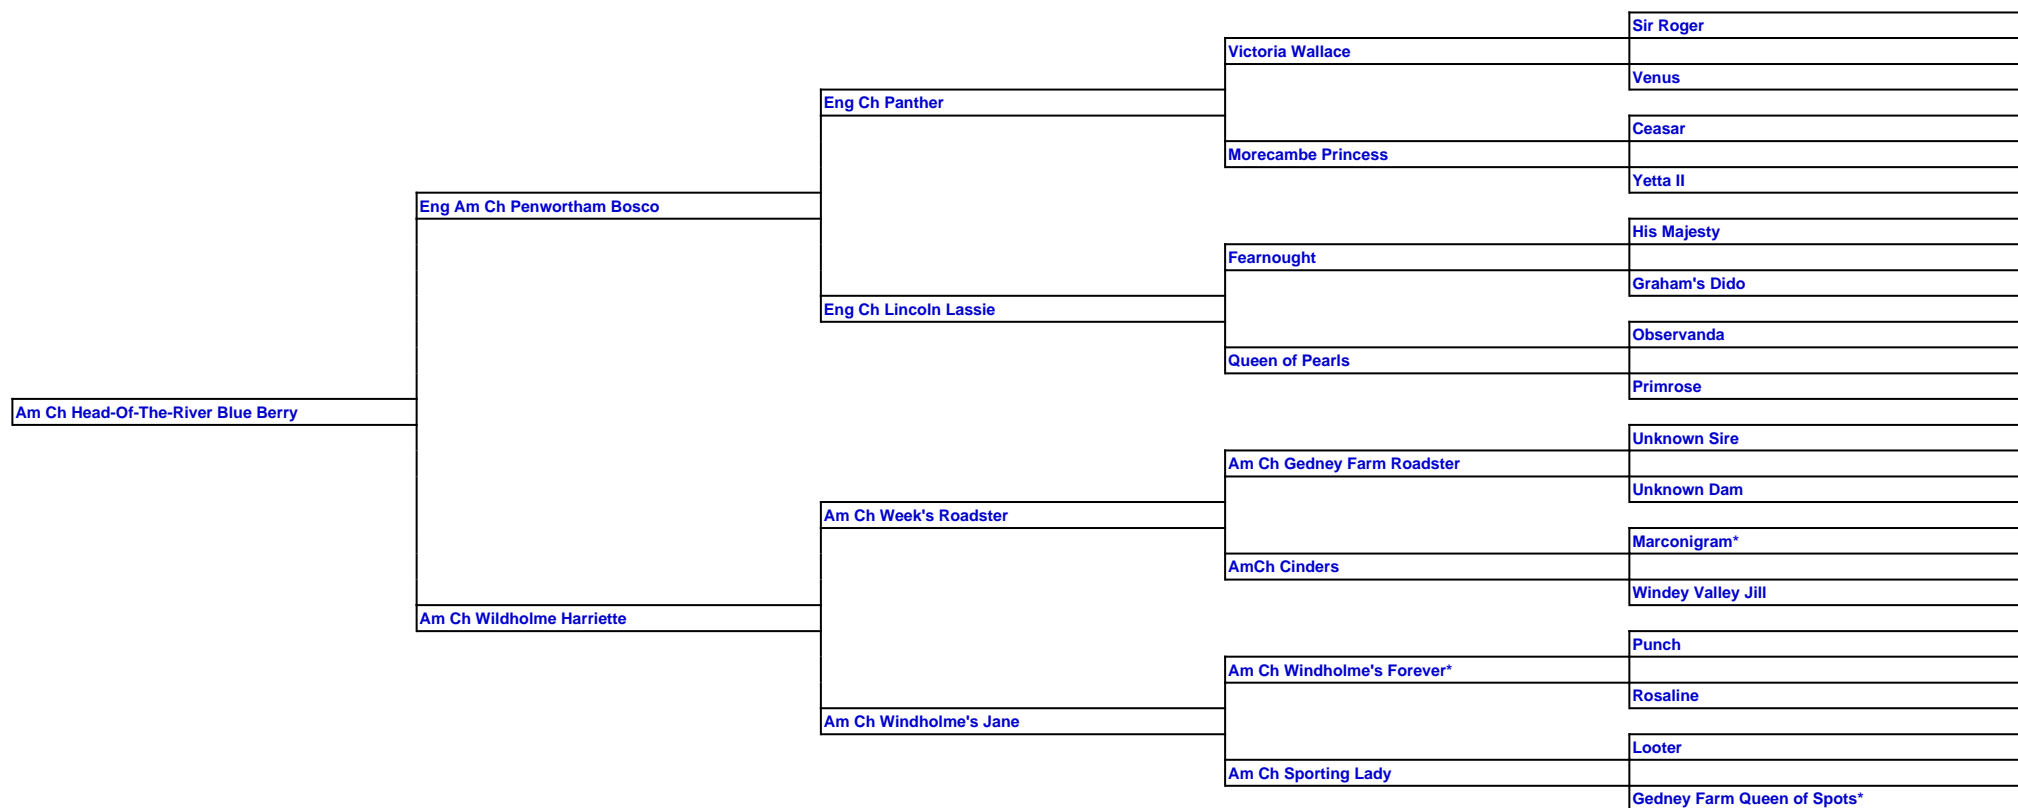 Sir Roger
Victoria Wallace
Venus
Eng Ch Panther
Ceasar
Morecambe Princess
Yetta II
Eng Am Ch Penwortham Bosco
His Majesty
Fearnought
Graham's Dido
Eng Ch Lincoln Lassie
Observanda
Queen of Pearls
Primrose
Am Ch Head-Of-The-River Blue Berry
Unknown Sire
Am Ch Gedney Farm Roadster
Unknown Dam
Am Ch Week's Roadster
Marconigram*
AmCh Cinders
Windey Valley Jill
Am Ch Wildholme Harriette
Punch
Am Ch Windholme's Forever*
Rosaline
Am Ch Windholme's Jane
Looter
Am Ch Sporting Lady
Gedney Farm Queen of Spots*